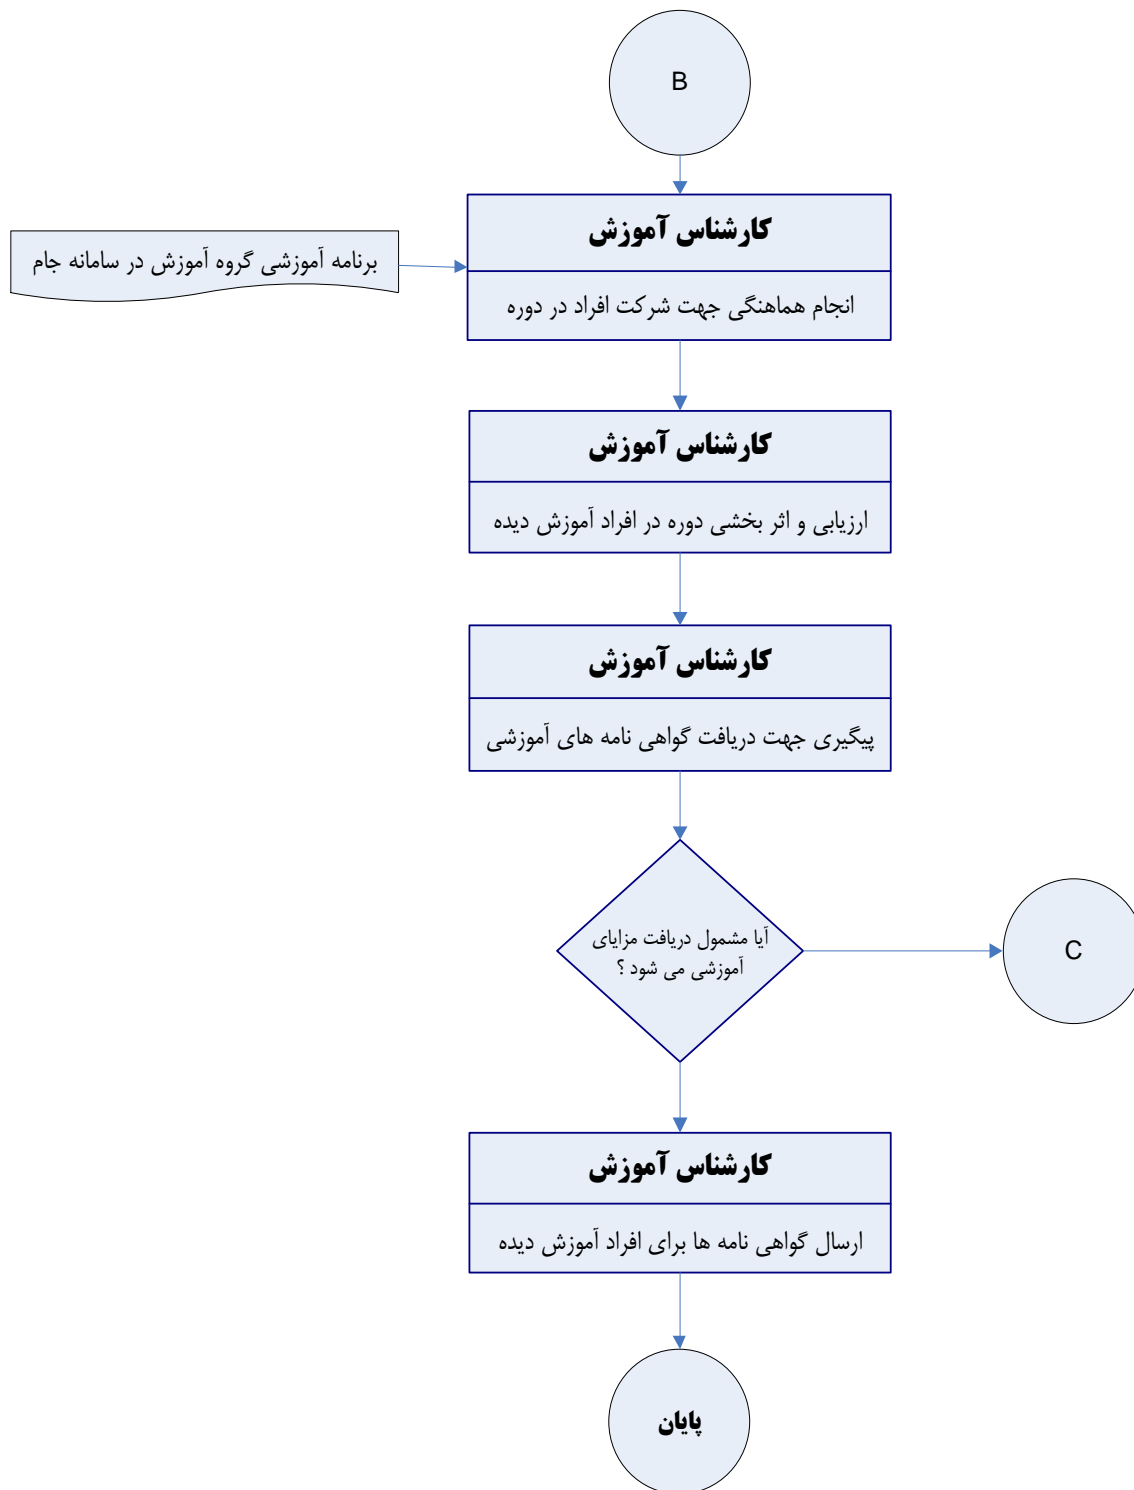 B
کارشناس آموزش
برنامه آموزشی گروه آموزش در سامانه جام
انجام هماهنگی جهت شرکت افراد در دوره
کارشناس آموزش
ارزیابی و اثر بخشی دوره در افراد آموزش دیده
کارشناس آموزش
پیگیری جهت دریافت گواهی نامه های آموزشی
آیا مشمول دریافت مزایای
آموزشی می شود ؟
C
کارشناس آموزش
ارسال گواهی نامه ها برای افراد آموزش دیده
پایان